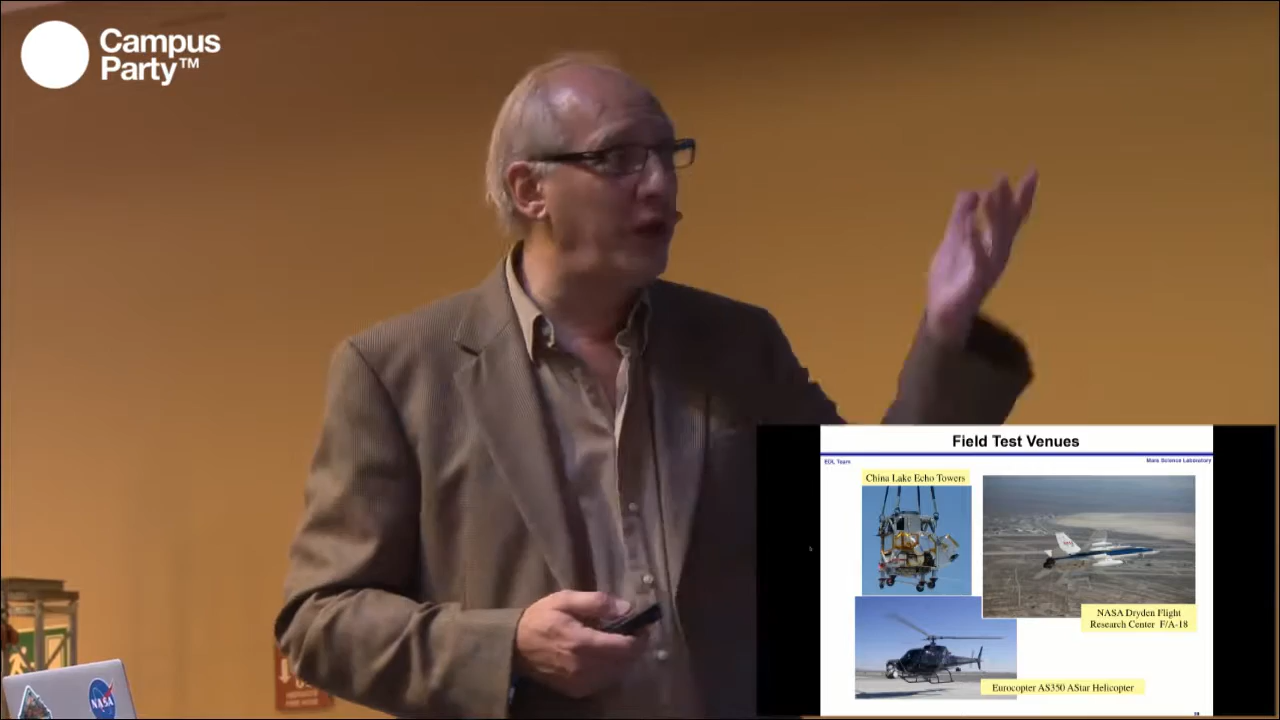 Campus
Party™
Field Test Venues
EDL Team
Mars Science Laboratory
China Lake Echo Towers
NASA Dryden Flight
Research Center F/A-18
Eurocopter AS350 AStar Helicopter
NASA